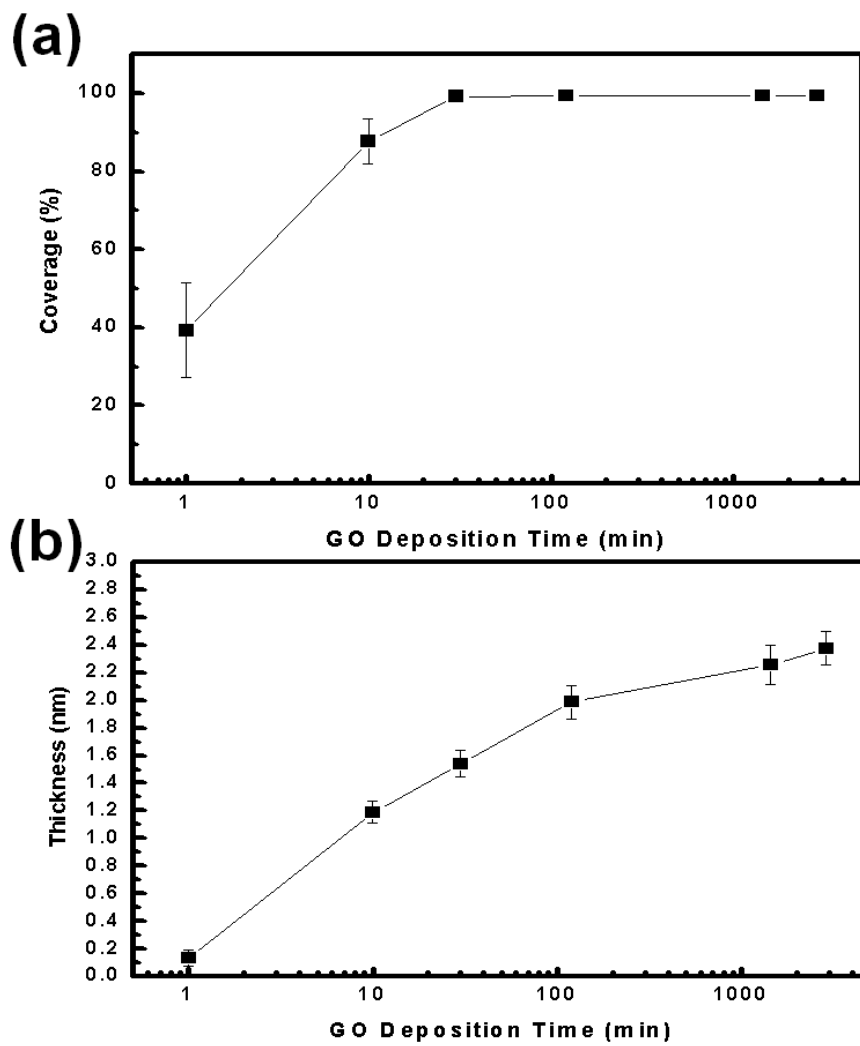 (a)
100
80
60
40
20
0
Coverage (%)
1 10 100 1000
GO Deposition Time (min)
(b)
3.0
2.8
2.6
2.4
2.2
2.0
1.8
1.6
1.4
1.2
1.0
0.8
0.6
0.4
0.2
0.0
Thickness (nm)
1 10 100 1000
GO Deposition Time (min)